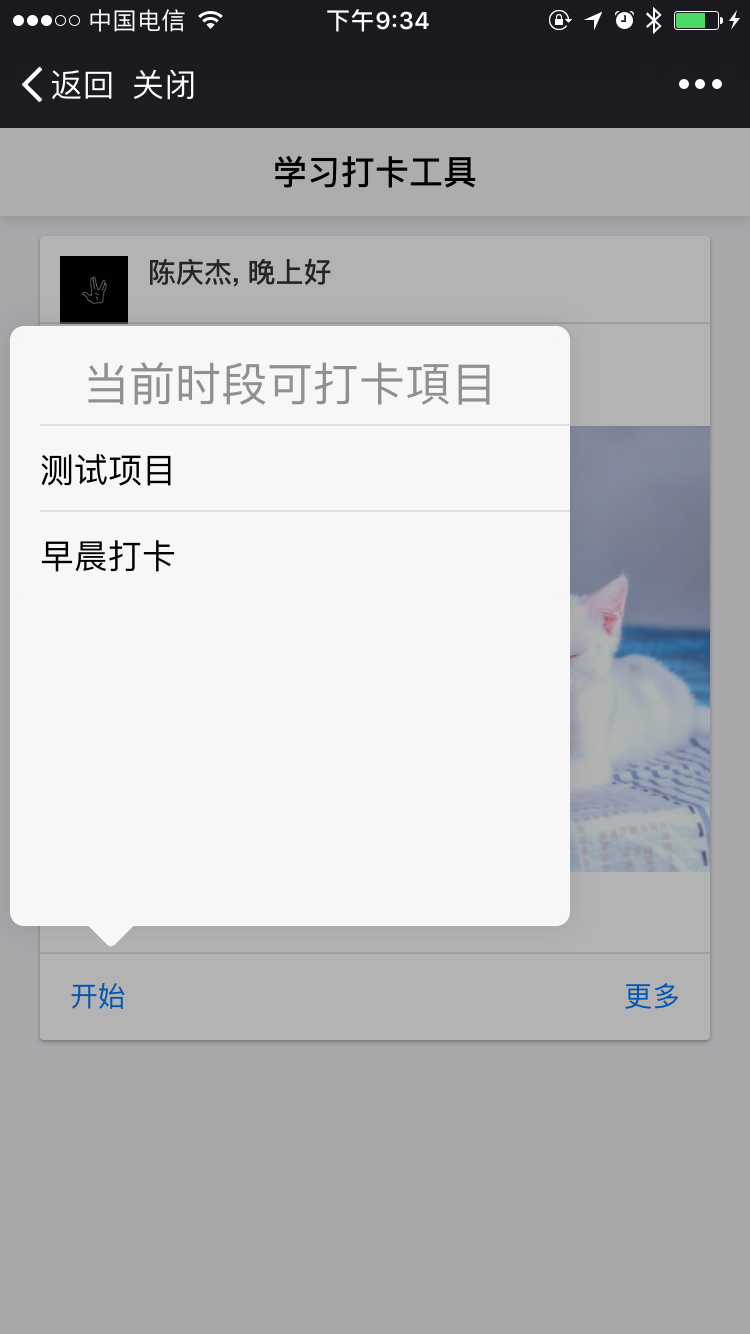 中国电信 下午9:34
返回 关闭
学习打卡工具
陈庆杰, 晚上好
当前时段可打卡項目
测试项目
早晨打卡
开始 更多